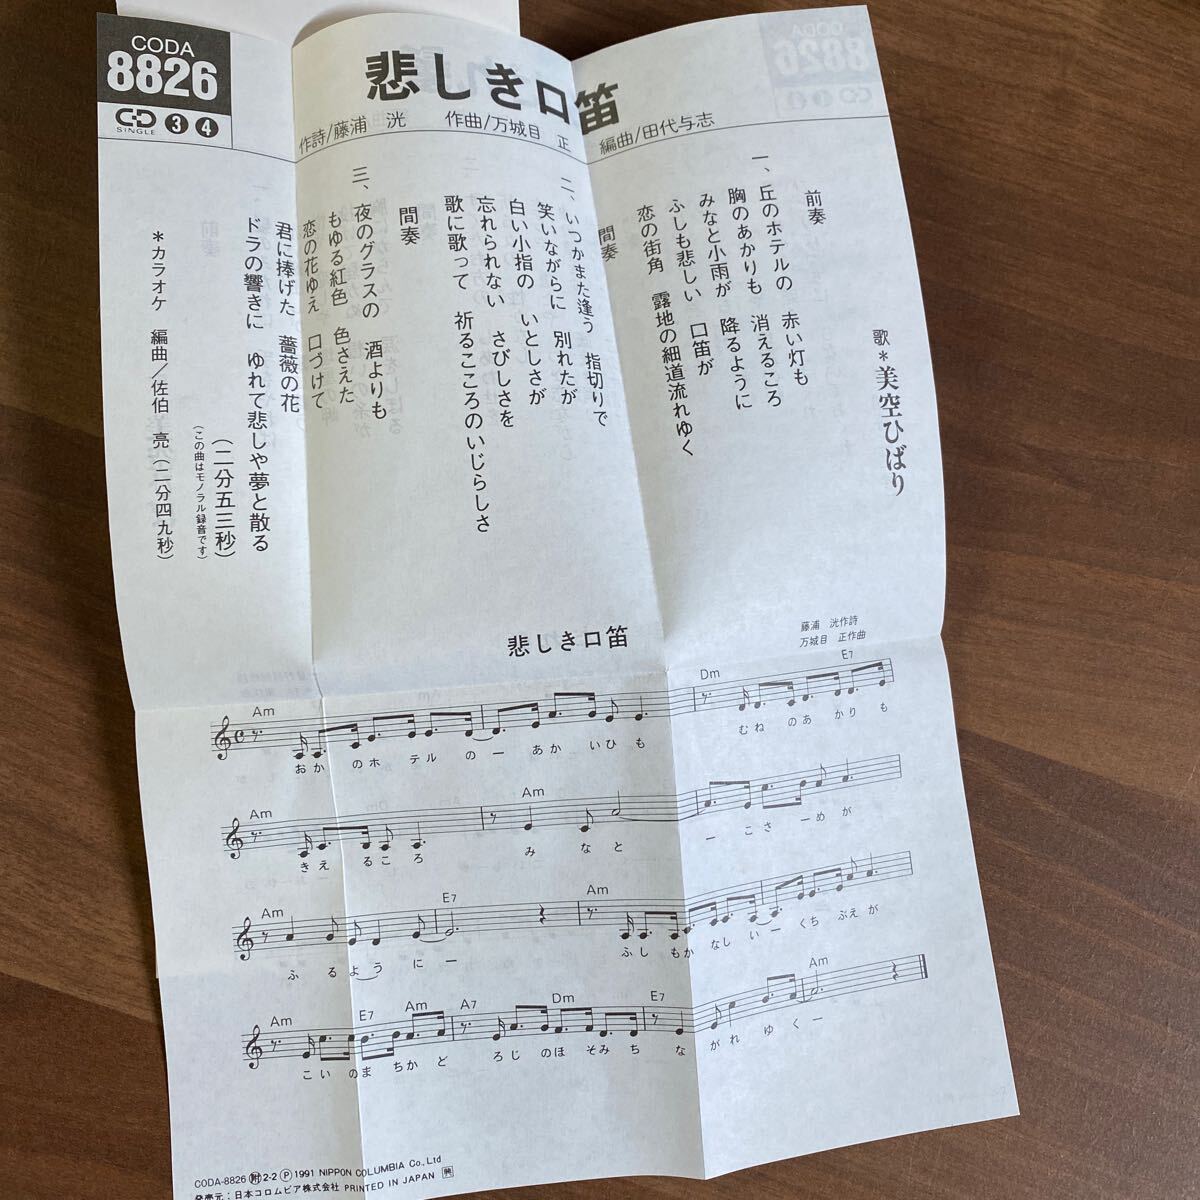 CODA
8826
CD
SINGLE
3 4
悲しき口笛
作詩/藤浦 洸 作曲/万城目 正 編曲/田代与志
歌*美空ひばり
前奏
一、丘のホテルの 赤い灯も
胸のあかりも 消えるころ
みなと小雨が 降るように
ふしも悲しい 口笛が
恋の街角 露地の細道流れゆく
間奏
二、いつかまた逢う 指切りで
笑いながらに 別れたが
白い小指の いとしさが
忘れられない さびしさを
歌に歌って 祈るこころのいじらしさ
間奏
三、夜のグラスの 酒よりも
もゆる紅色 色さえた
恋の花ゆえ 口づけて
君に捧げた 薔薇の花
ドラの響きに ゆれて悲しや夢と散る
(二分五三秒)
(この曲はモノラル録音です)
*カラオケ 編曲/佐伯 亮(二分四九秒)
悲しき口笛
藤浦 洸作詩
万城目 正作曲
Am Dm E7
おか のホ テル の ー あか いひ も むね のあ かり も
Am Am
きえ るこ ろ み な と ー こさ ー めが
Am E7 Am
ふ る よう に ー ふし もか なし い ー くち ぶえ が
Am E7 Am A7 Dm E7 Am
こい のま ちか ど ろじ のほ そみ ち な が れ ゆ く ー
CODA-8826 附2-2 Ⓟ1991 NIPPON COLUMBIA Co., Ltd
発売元:日本コロムビア株式会社 PRINTED IN JAPAN